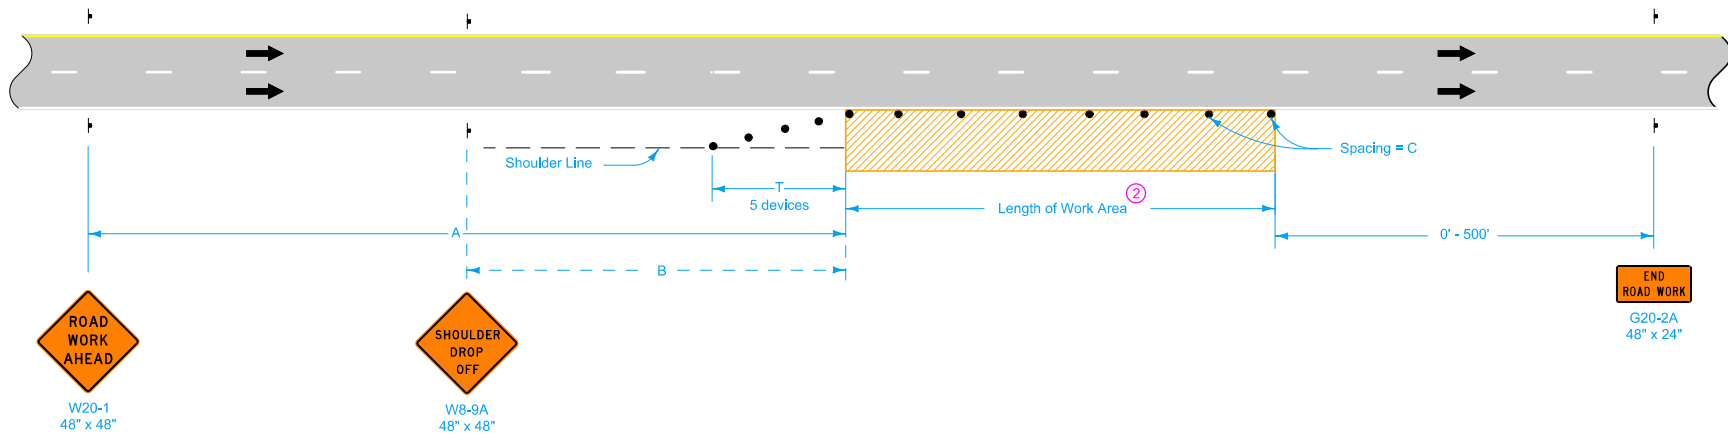 Shoulder Line
Spacing = C
T
5 devices
2
Length of Work Area
A
0' - 500'
B
ROAD
WORK
AHEAD
W20-1
48" x 48"
SHOULDER
DROP
OFF
W8-9A
48" x 48"
END
ROAD WORK
G20-2A
48" x 24"